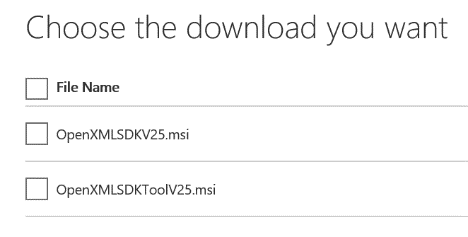 Choose the download you want
File Name
OpenXMLSDKV25.msi
OpenXMLSDKToolV25.msi